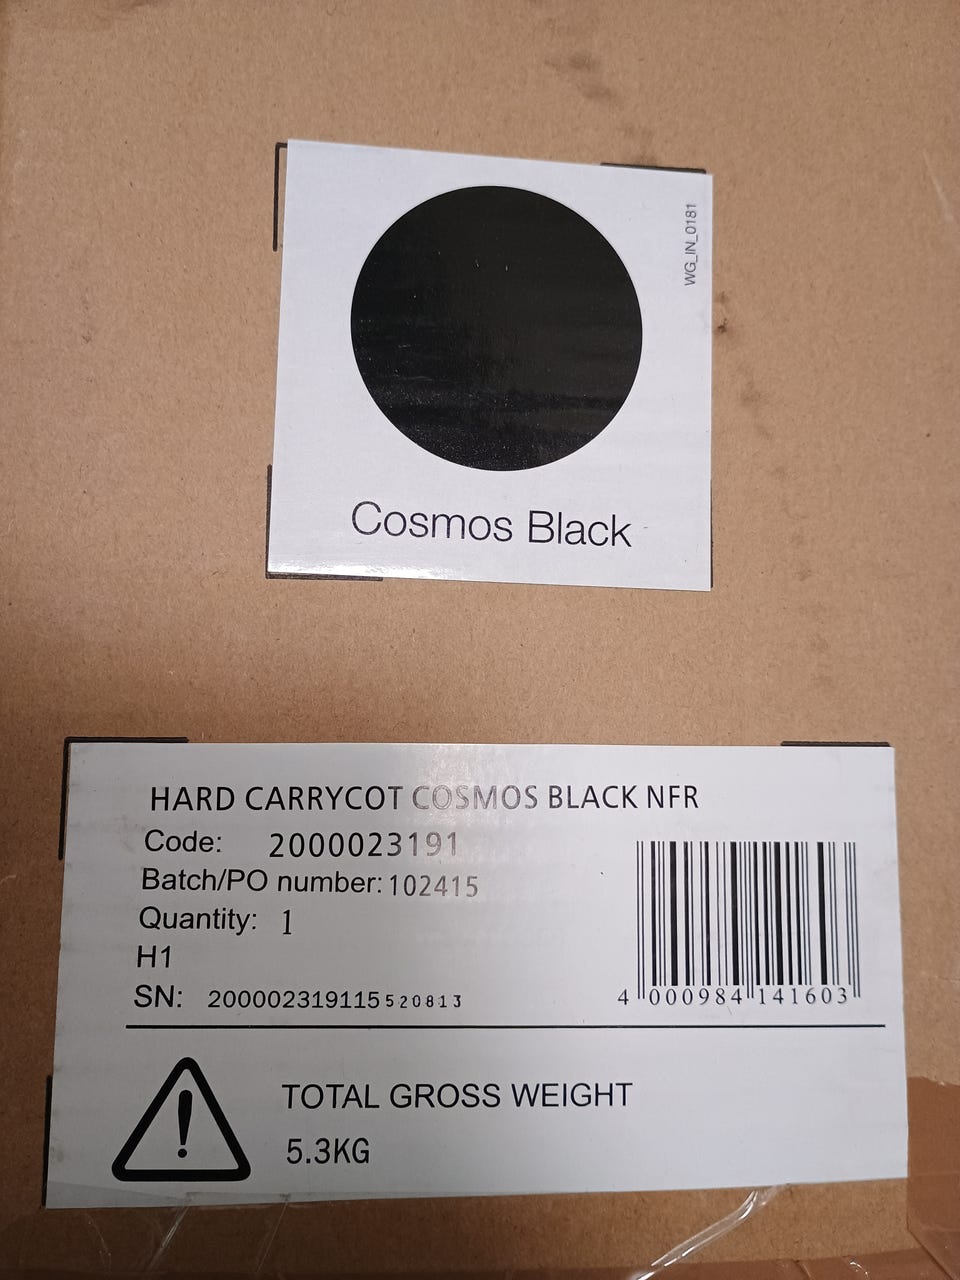 WG_IN_0181
Cosmos Black
HARD CARRYCOT COSMOS BLACK NFR
Code: 2000023191
Batch/PO number: 102415
Quantity: 1
H1
SN: 200002319115520813
4 000984 141603
TOTAL GROSS WEIGHT
5.3KG